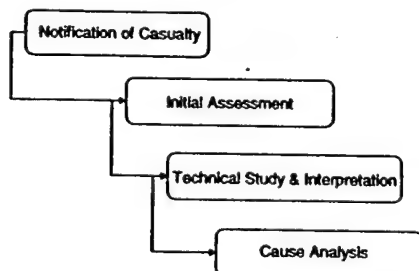 Notification of Casualty
Initial Assessment
Technical Study & Interpretation
Cause Analysis